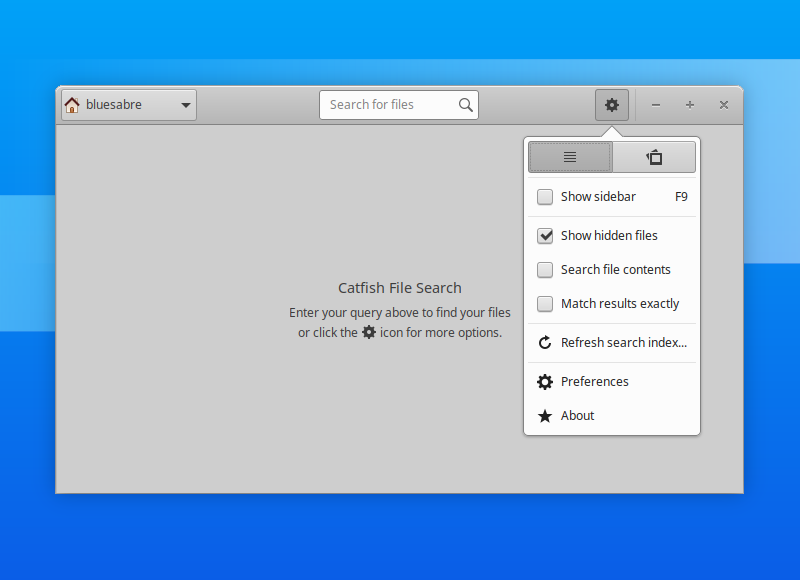 bluesabre
Search for files
Show sidebar F9
Show hidden files
Search file contents
Match results exactly
Refresh search index...
Preferences
About
Catfish File Search
Enter your query above to find your files
or click the icon for more options.